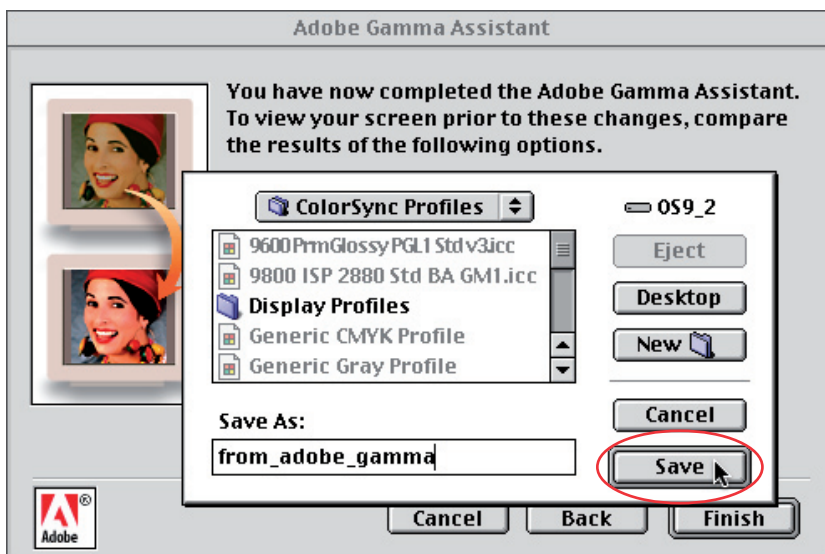 Adobe Gamma Assistant
You have now completed the Adobe Gamma Assistant.
To view your screen prior to these changes, compare
the results of the following options.
ColorSync Profiles
9600PrmGlossyPGL1 Std v3.icc
9800 ISP 2880 Std BA GM1.icc
Display Profiles
Generic CMYK Profile
Generic Gray Profile
OS9_2
Eject
Desktop
New
Save As:
from_adobe_gamma
Cancel
Save
Adobe
®
Cancel
Back
Finish